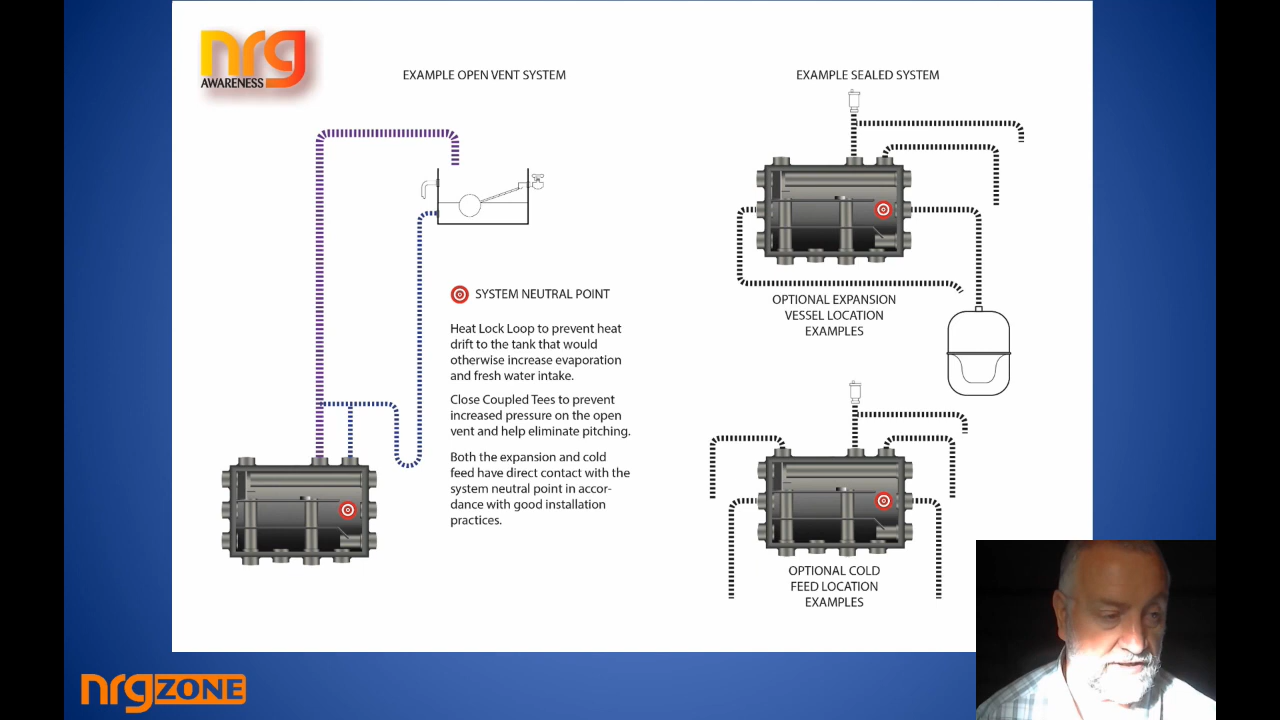 nrg
AWARENESS
EXAMPLE OPEN VENT SYSTEM
EXAMPLE SEALED SYSTEM
SYSTEM NEUTRAL POINT
Heat Lock Loop to prevent heat
drift to the tank that would
otherwise increase evaporation
and fresh water intake.
Close Coupled Tees to prevent
increased pressure on the open
vent and help eliminate pitching.
Both the expansion and cold
feed have direct contact with the
system neutral point in accor-
dance with good installation
practices.
OPTIONAL EXPANSION
VESSEL LOCATION
EXAMPLES
OPTIONAL COLD
FEED LOCATION
EXAMPLES
nrgZONE